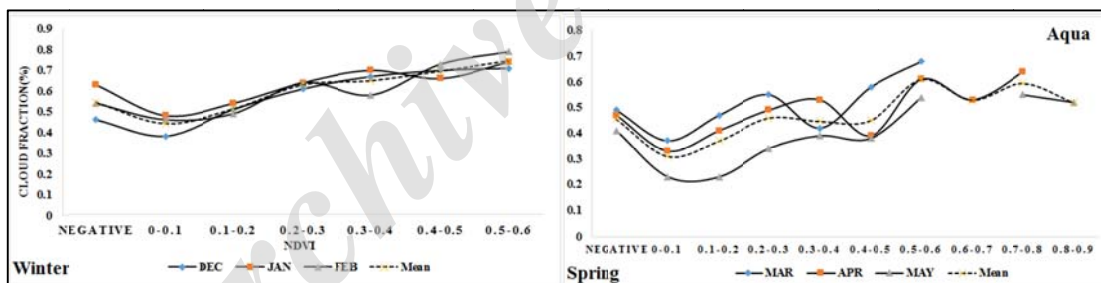 0.9
0.8
0.7
0.6
0.5
0.4
0.3
0.2
0.1
0
CLOUD FRACTION(%)
NEGATIVE 0-0.1 0.1-0.2 0.2-0.3 0.3-0.4 0.4-0.5 0.5-0.6
NDVI
Winter
DEC JAN FEB Mean
Aqua
0.8
0.7
0.6
0.5
0.4
0.3
0.2
0.1
0
NEGATIVE 0-0.1 0.1-0.2 0.2-0.3 0.3-0.4 0.4-0.5 0.5-0.6 0.6-0.7 0.7-0.8 0.8-0.9
Spring
MAR APR MAY Mean
Archive